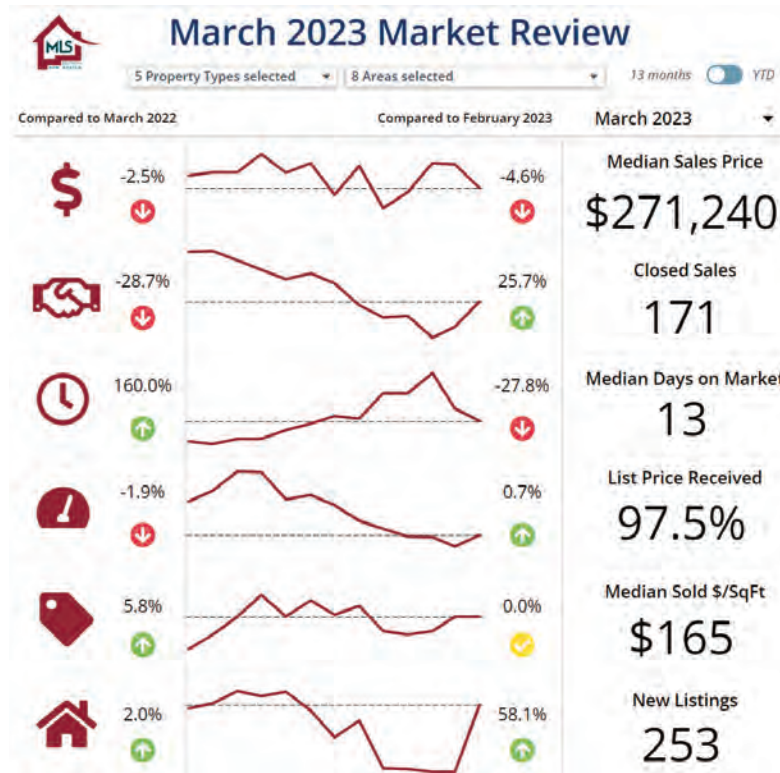 MLS
March 2023 Market Review
5 Property Types selected
8 Areas selected
13 months
YTD
Compared to March 2022
Compared to February 2023
March 2023
-2.5%
-4.6%
Median Sales Price
$271,240
-28.7%
25.7%
Closed Sales
171
160.0%
-27.8%
Median Days on Market
13
-1.9%
0.7%
List Price Received
97.5%
5.8%
0.0%
Median Sold $/SqFt
$165
2.0%
58.1%
New Listings
253